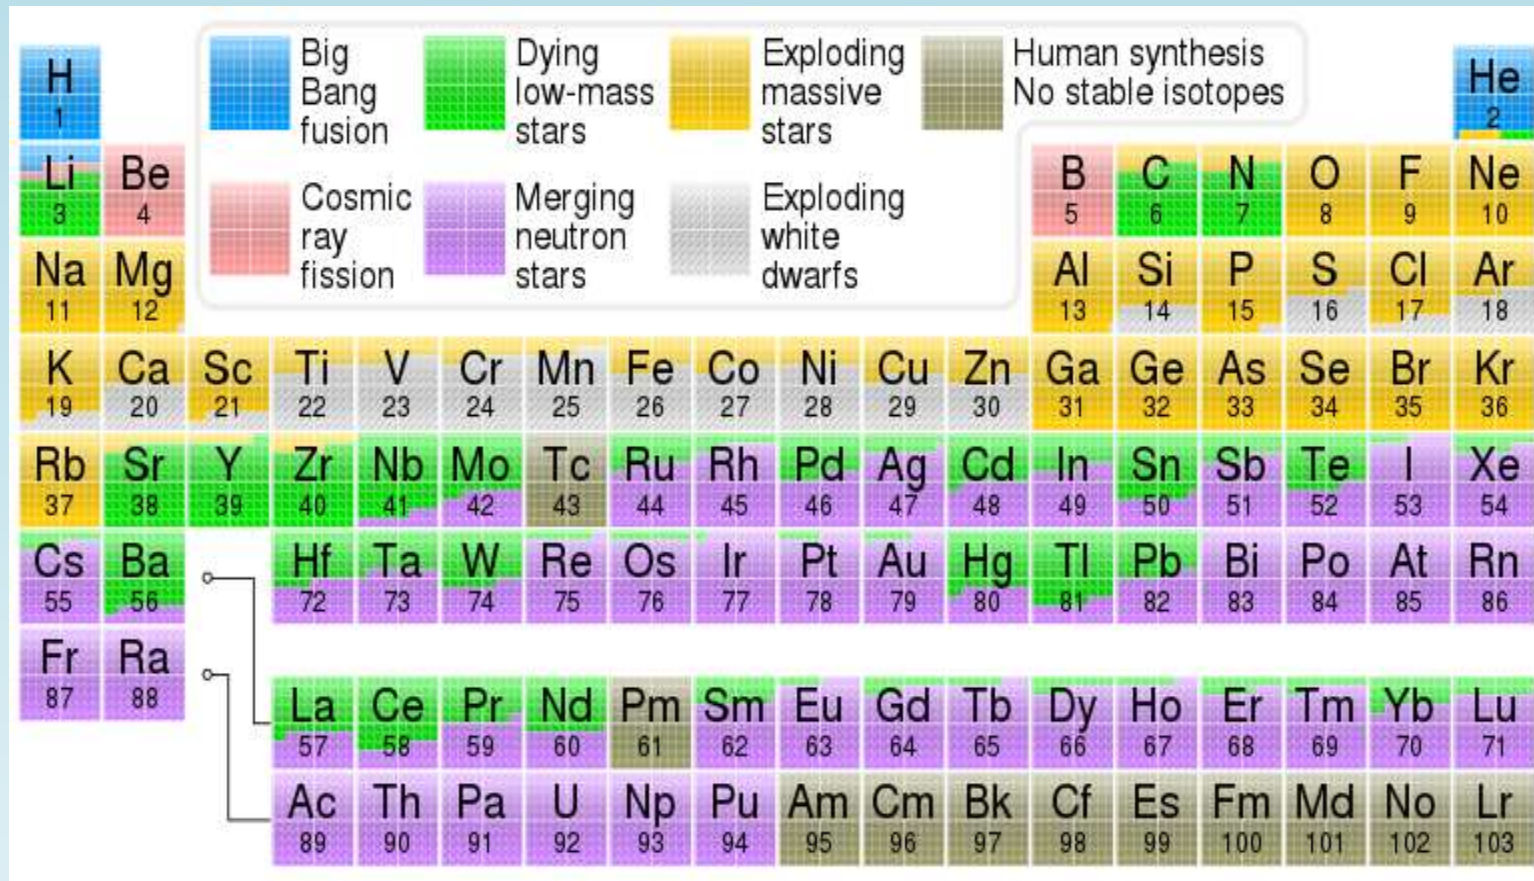 H
1
Big
Bang
fusion
Dying
low-mass
stars
Exploding
massive
stars
Human synthesis
No stable isotopes
He
2
Li
3
Be
4
Cosmic
ray
fission
Merging
neutron
stars
Exploding
white
dwarfs
B C N O F Ne
5 6 7 8 9 10
Na Mg Al Si P S Cl Ar
11 12 13 14 15 16 17 18
K Ca Sc Ti V Cr Mn Fe Co Ni Cu Zn Ga Ge As Se Br Kr
19 20 21 22 23 24 25 26 27 28 29 30 31 32 33 34 35 36
Rb Sr Y Zr Nb Mo Tc Ru Rh Pd Ag Cd In Sn Sb Te I Xe
37 38 39 40 41 42 43 44 45 46 47 48 49 50 51 52 53 54
Cs Ba Hf Ta W Re Os Ir Pt Au Hg Tl Pb Bi Po At Rn
55 56 72 73 74 75 76 77 78 79 80 81 82 83 84 85 86
Fr Ra
87 88
La Ce Pr Nd Pm Sm Eu Gd Tb Dy Ho Er Tm Yb Lu
57 58 59 60 61 62 63 64 65 66 67 68 69 70 71
Ac Th Pa U Np Pu Am Cm Bk Cf Es Fm Md No Lr
89 90 91 92 93 94 95 96 97 98 99 100 101 102 103